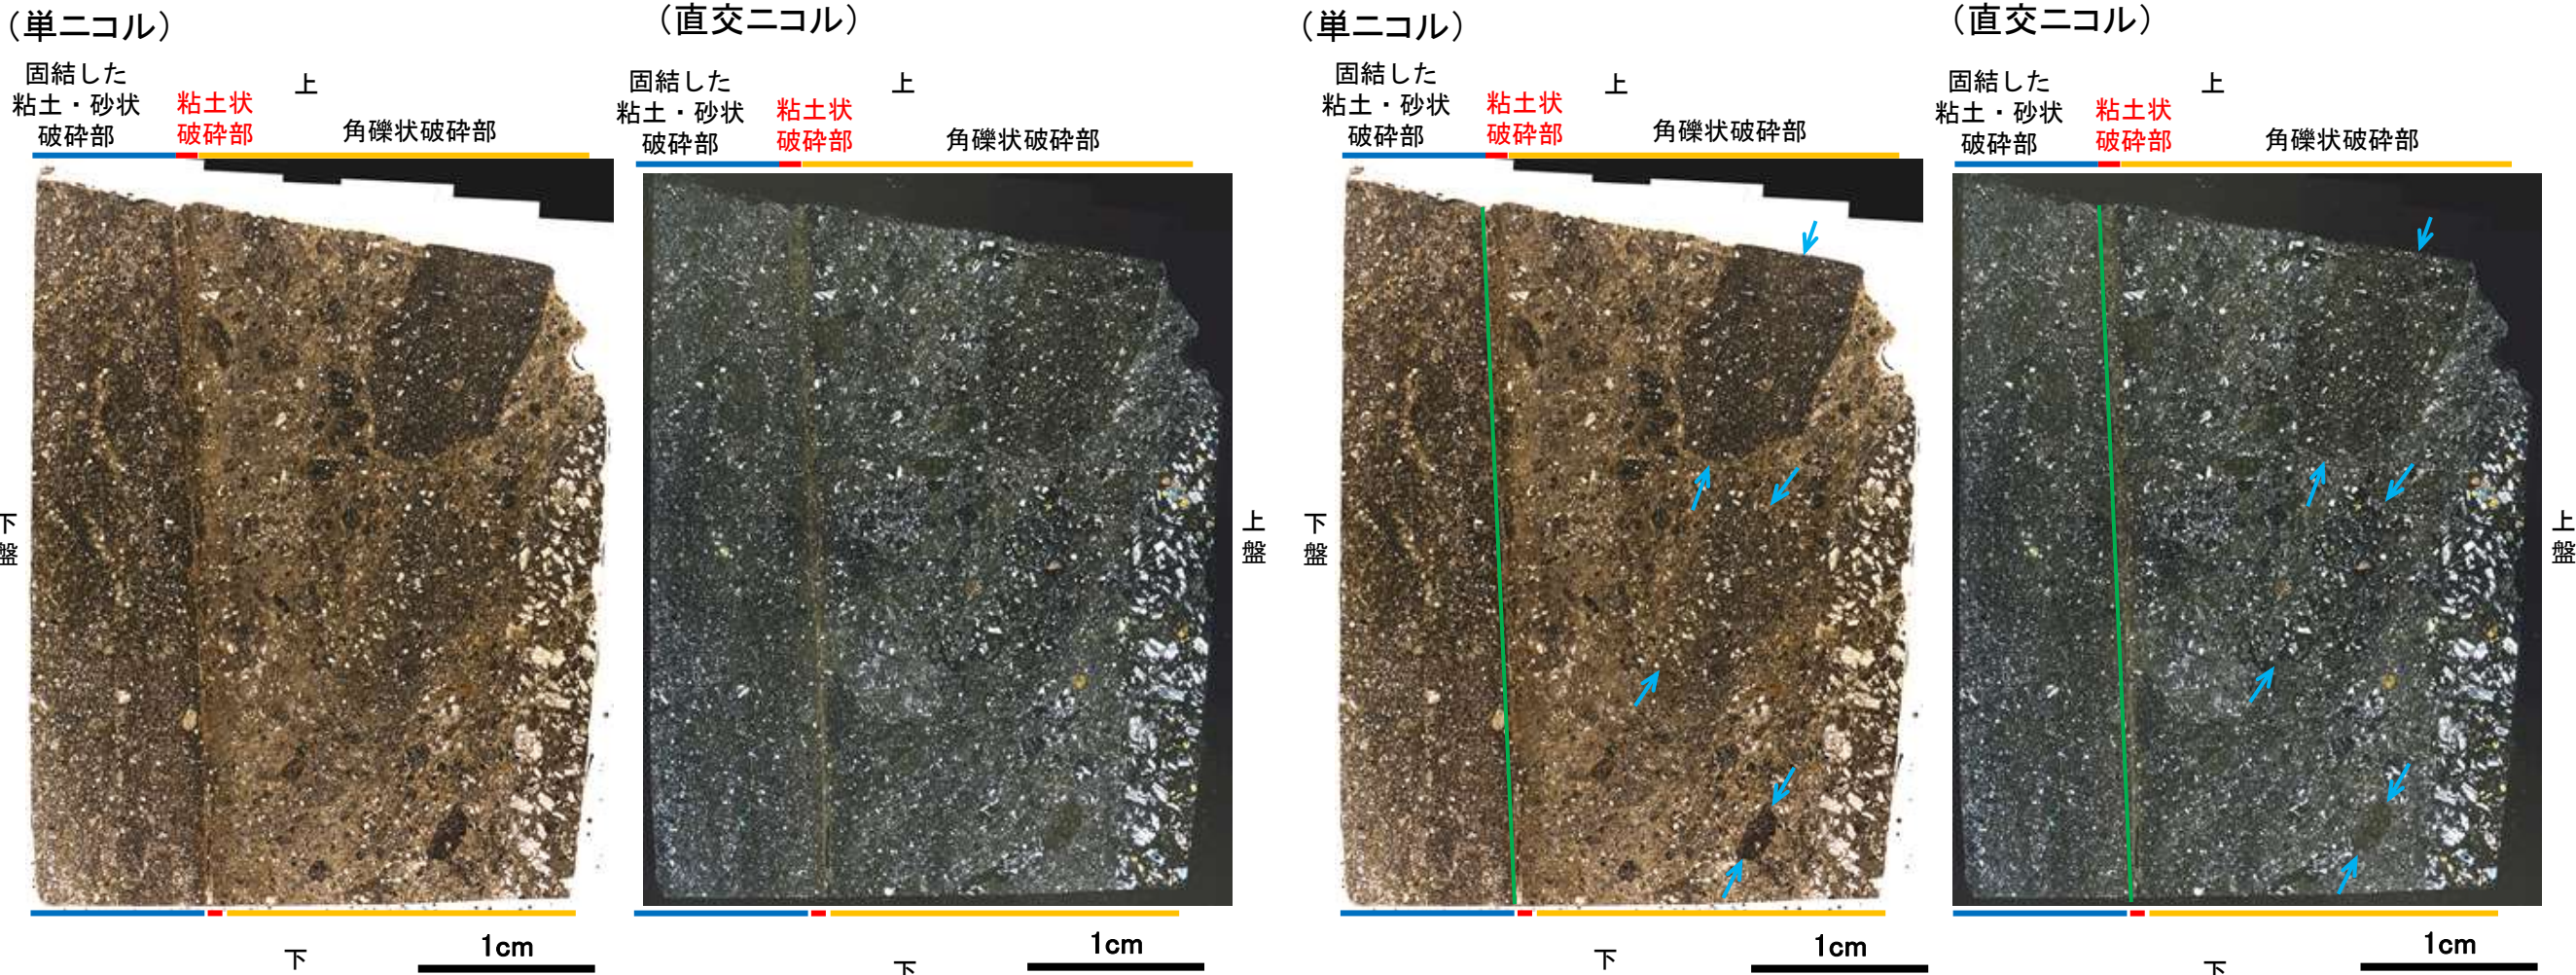 （単ニコル）
固結した
粘土・砂状
破砕部
粘土状
破砕部
上
角礫状破砕部
下
盤
下
1cm
（直交ニコル）
固結した
粘土・砂状
破砕部
粘土状
破砕部
上
角礫状破砕部
上
盤
下
1cm
（単ニコル）
固結した
粘土・砂状
破砕部
粘土状
破砕部
上
角礫状破砕部
下
盤
下
1cm
（直交ニコル）
固結した
粘土・砂状
破砕部
粘土状
破砕部
上
角礫状破砕部
上
盤
下
1cm